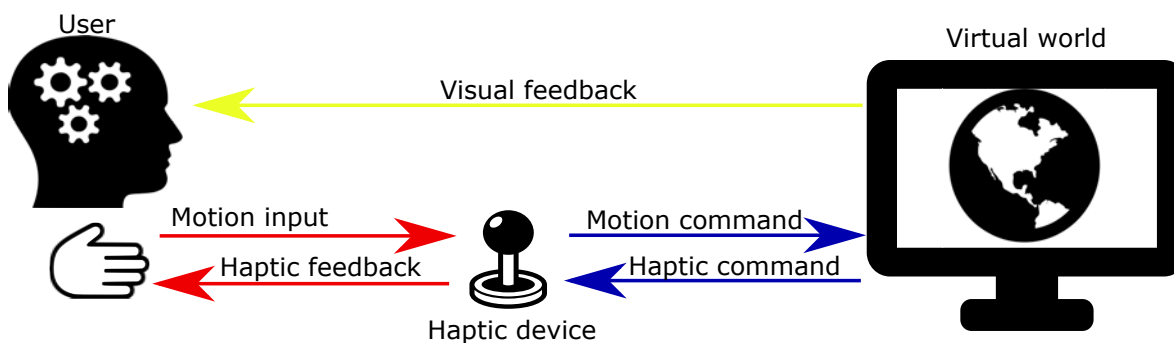 User
Virtual world
Visual feedback
Motion input
Motion command
Haptic feedback
Haptic command
Haptic device